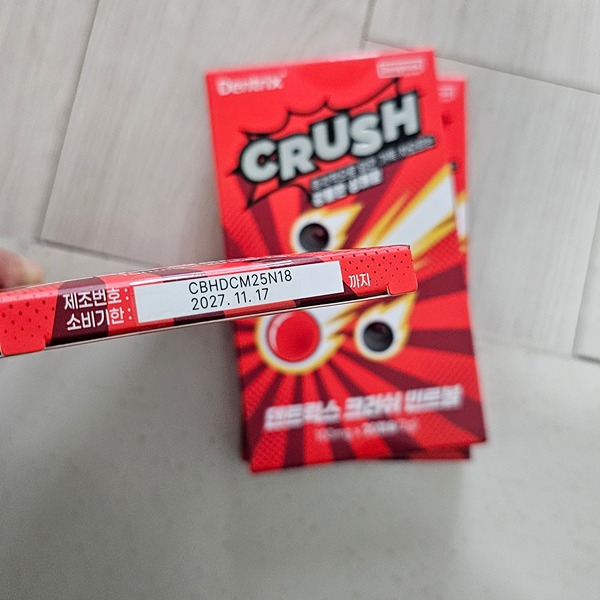 Dentrix
CRUSH
제조번호 : CBHDCM25N18
소비기한 : 2027. 11. 17 까지
덴트릭스 크러쉬 민트볼